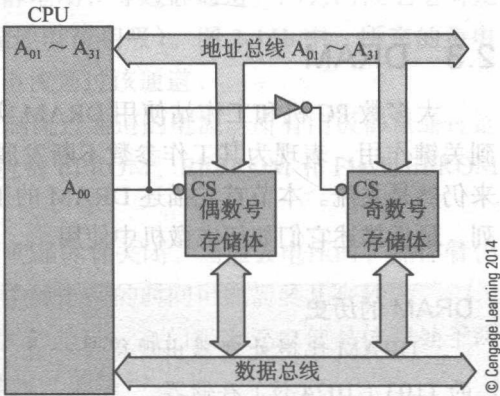 CPU
A01 ～ A31
地址总线 A01 ～ A31
A00
CS
偶数号
存储体
CS
奇数号
存储体
数据总线
© Cengage Learning 2014